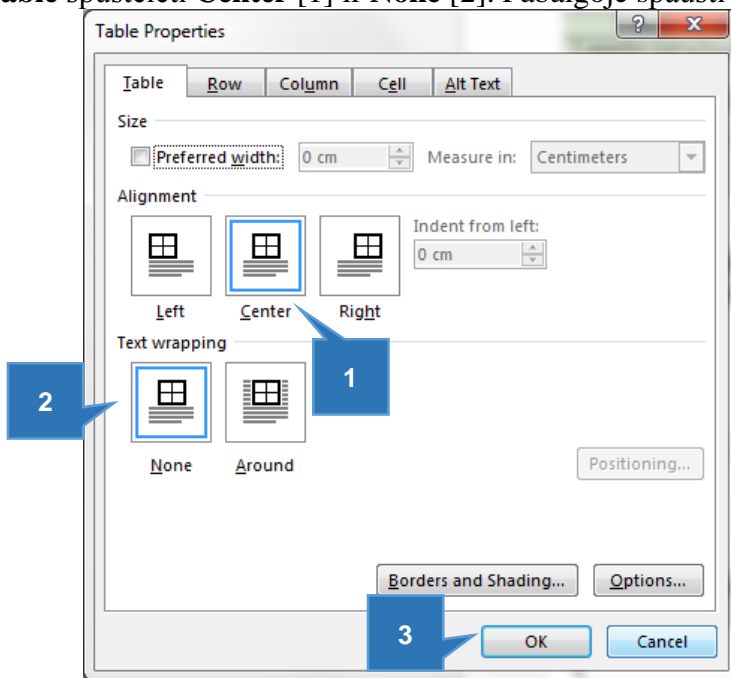 able spustelėti Center [1] ir None [2]. Pabaigoje spausti
Table Properties
Table Row Column Cell Alt Text
Size
Preferred width: 0 cm Measure in: Centimeters
Alignment
Indent from left:
0 cm
Left Center Right
Text wrapping
1
2
None Around Positioning...
Borders and Shading... Options...
3
OK Cancel